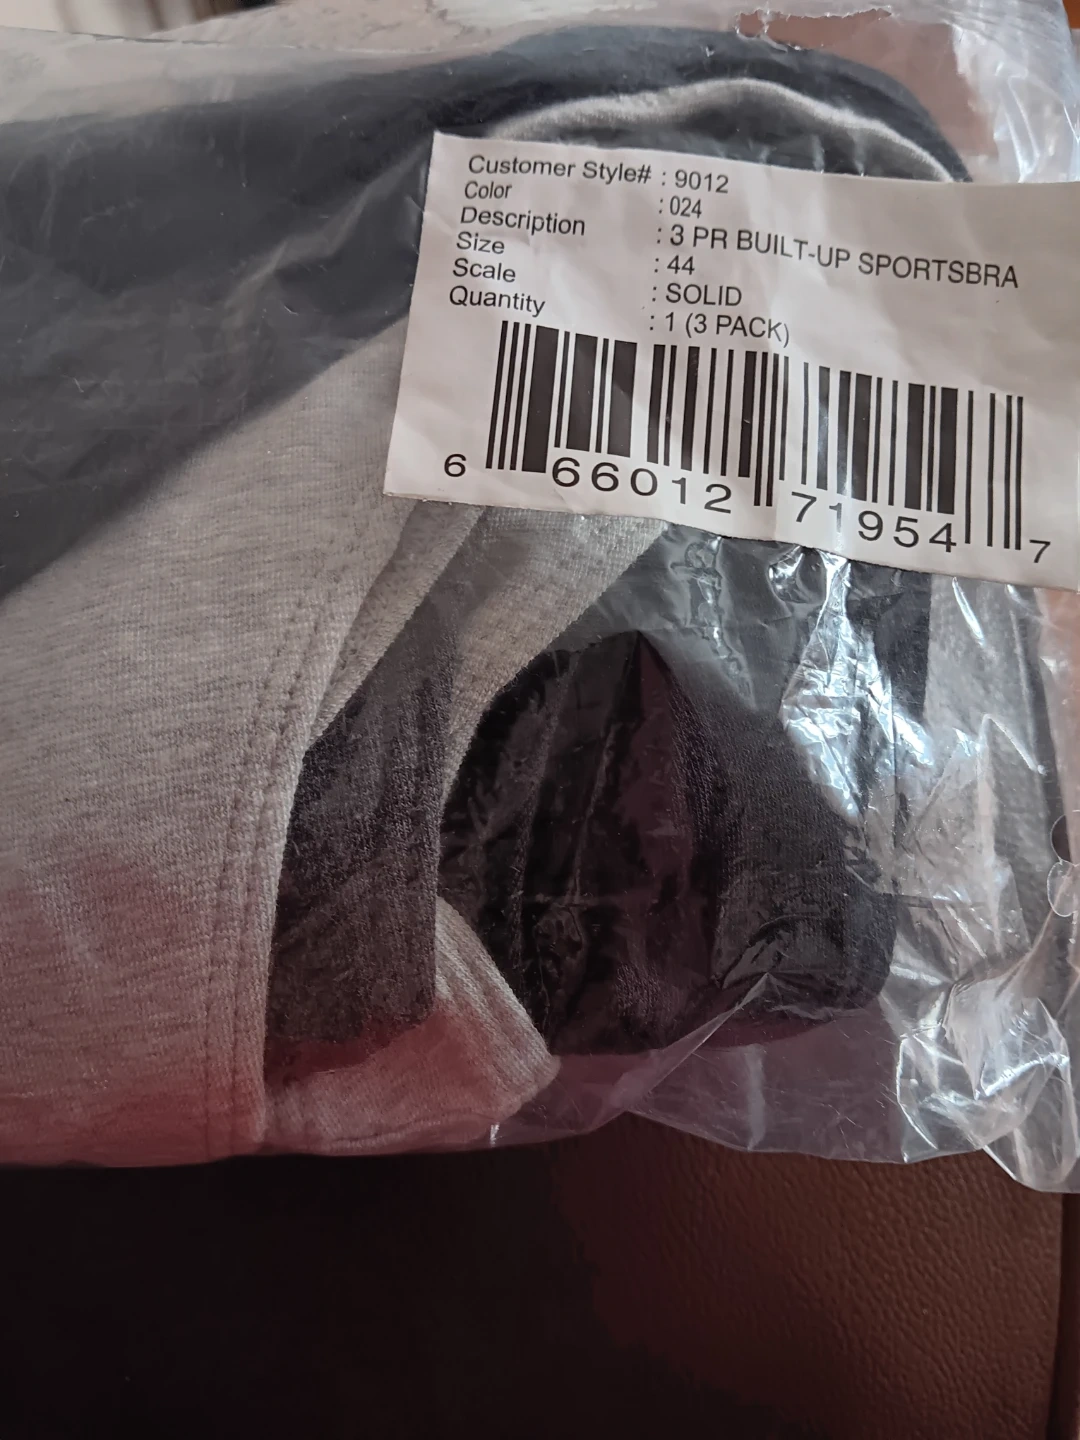 Customer Style# : 9012
Color : 024
Description : 3 PR BUILT-UP SPORTSBRA
Size : 44
Scale : SOLID
Quantity : 1 (3 PACK)
6 66012 71954 7